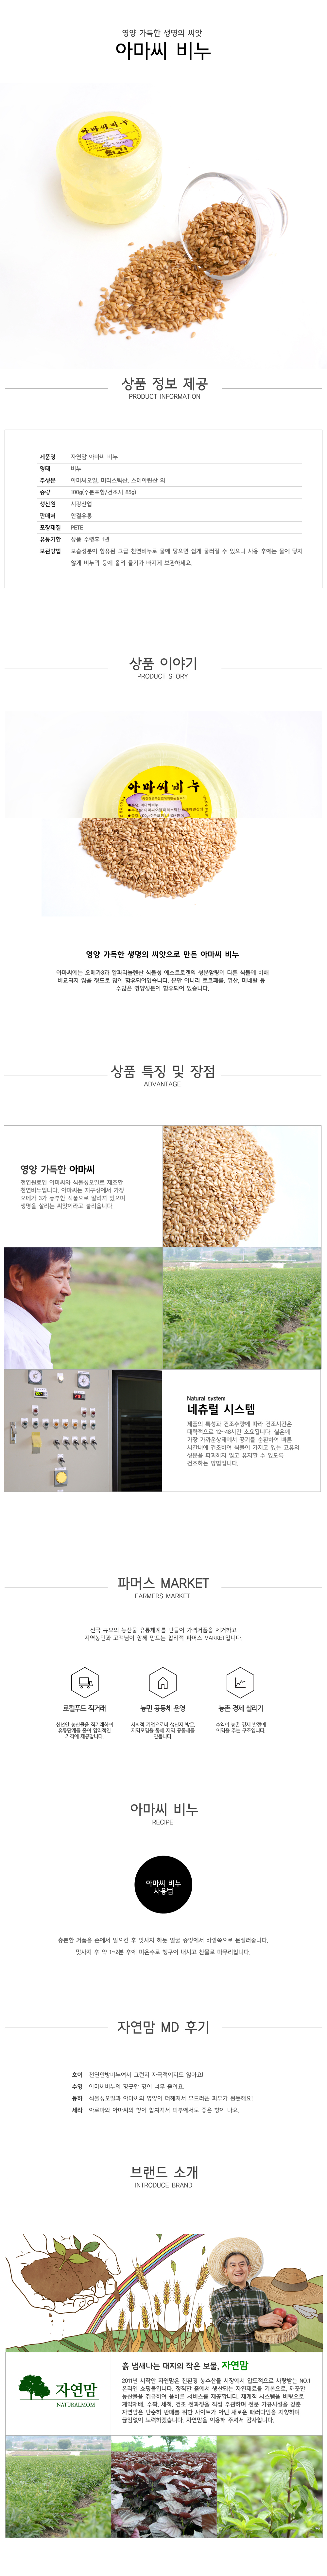 영양 가득한 생명의 씨앗
아마씨 비누
아마씨비누
상품 정보 제공
PRODUCT INFORMATION
제품명 자연맘 아마씨 비누
형태 비누
주성분 아마씨오일, 미리스틱산, 스테아린산 외
중량 100g(수분포함/건조시 85g)
생산원 시강산업
판매처 한결유통
포장재질 PETE
유통기한 상품 수령후 1년
보관방법 보습성분이 함유된 고급 천연비누로 물에 닿으면 쉽게 물러질 수 있으니 사용 후에는 물에 닿지
않게 비누곽 등에 올려 물기가 빠지게 보관하세요.
상품 이야기
PRODUCT STORY
아마씨비누
영양 가득한 생명의 씨앗으로 만든 아마씨 비누
아마씨에는 오메가3과 알파리놀렌산 식물성 에스트로겐의 성분함량이 다른 식물에 비해
비교되지 않을 정도로 많이 함유되어있습니다. 뿐만 아니라 토코페롤, 엽산, 미네랄 등
수많은 영양성분이 함유되어 있습니다.
상품 특징 및 장점
ADVANTAGE
영양 가득한 아마씨
천연원료인 아마씨와 식물성오일로 제조한
천연비누입니다. 아마씨는 지구상에서 가장
오메가 3가 풍부한 식품으로 알려져 있으며
생명을 살리는 씨앗이라고 불리웁니다.
Natural system
네츄럴 시스템
제품의 특성과 건조수량에 따라 건조시간은
대략적으로 12~48시간 소요됩니다. 실온에
가장 가까운상태에서 공기를 순환하여 빠른
시간내에 건조하여 식물이 가지고 있는 고유의
성분을 파괴하지 않고 유지할 수 있도록
건조하는 방법입니다.
파머스 MARKET
FARMERS MARKET
전국 규모의 농산물 유통체계를 만들어 가격거품을 제거하고
지역농민과 고객님이 함께 만드는 합리적 파머스 MARKET입니다.
로컬푸드 직거래
신선한 농산물을 직거래하여
유통단계를 줄여 합리적인
가격에 제공합니다.
농민 공동체 운영
사회적 기업으로써 생산지 방문,
지역모임을 통해 지역 공동체를
만듭니다.
농촌 경제 살리기
수익이 농촌 경제 발전에
이익을 주는 구조입니다.
아마씨 비누
RECIPE
아마씨 비누
사용법
충분한 거품을 손에서 일으킨 후 맛사지 하듯 얼굴 중앙에서 바깥쪽으로 문질러줍니다.
맛사지 후 약 1~2분 후에 미온수로 헹구어 내시고 찬물로 마무리합니다.
자연맘 MD 후기
호이 천연한방비누여서 그런지 자극적이지도 않아요!
수영 아마씨비누의 향긋한 향이 너무 좋아요.
동하 식물성오일과 아마씨의 영양이 더해져서 부드러운 피부가 된듯해요!
세라 아로마와 아마씨의 향이 합쳐져서 피부에서도 좋은 향이 나요.
브랜드 소개
INTRODUCE BRAND
자연맘
NATURALMOM
흙 냄새나는 대지의 작은 보물, 자연맘
2011년 시작한 자연맘은 친환경 농수산물 시장에서 압도적으로 사랑받는 NO.1
온라인 쇼핑몰입니다. 정직한 골에서 생산되는 자연재료를 기본으로, 깨끗한
농산물을 취급하여 올바른 서비스를 제공합니다. 체계적 시스템을 바탕으로
계약재배, 수확, 세척, 건조 전과정을 직접 주관하며 전문 가공시설을 갖춘
자연맘은 단순히 판매를 위한 사이트가 아닌 새로운 패러다임을 지향하며
끊임없이 노력하겠습니다. 자연맘을 이용해 주셔서 감사합니다.